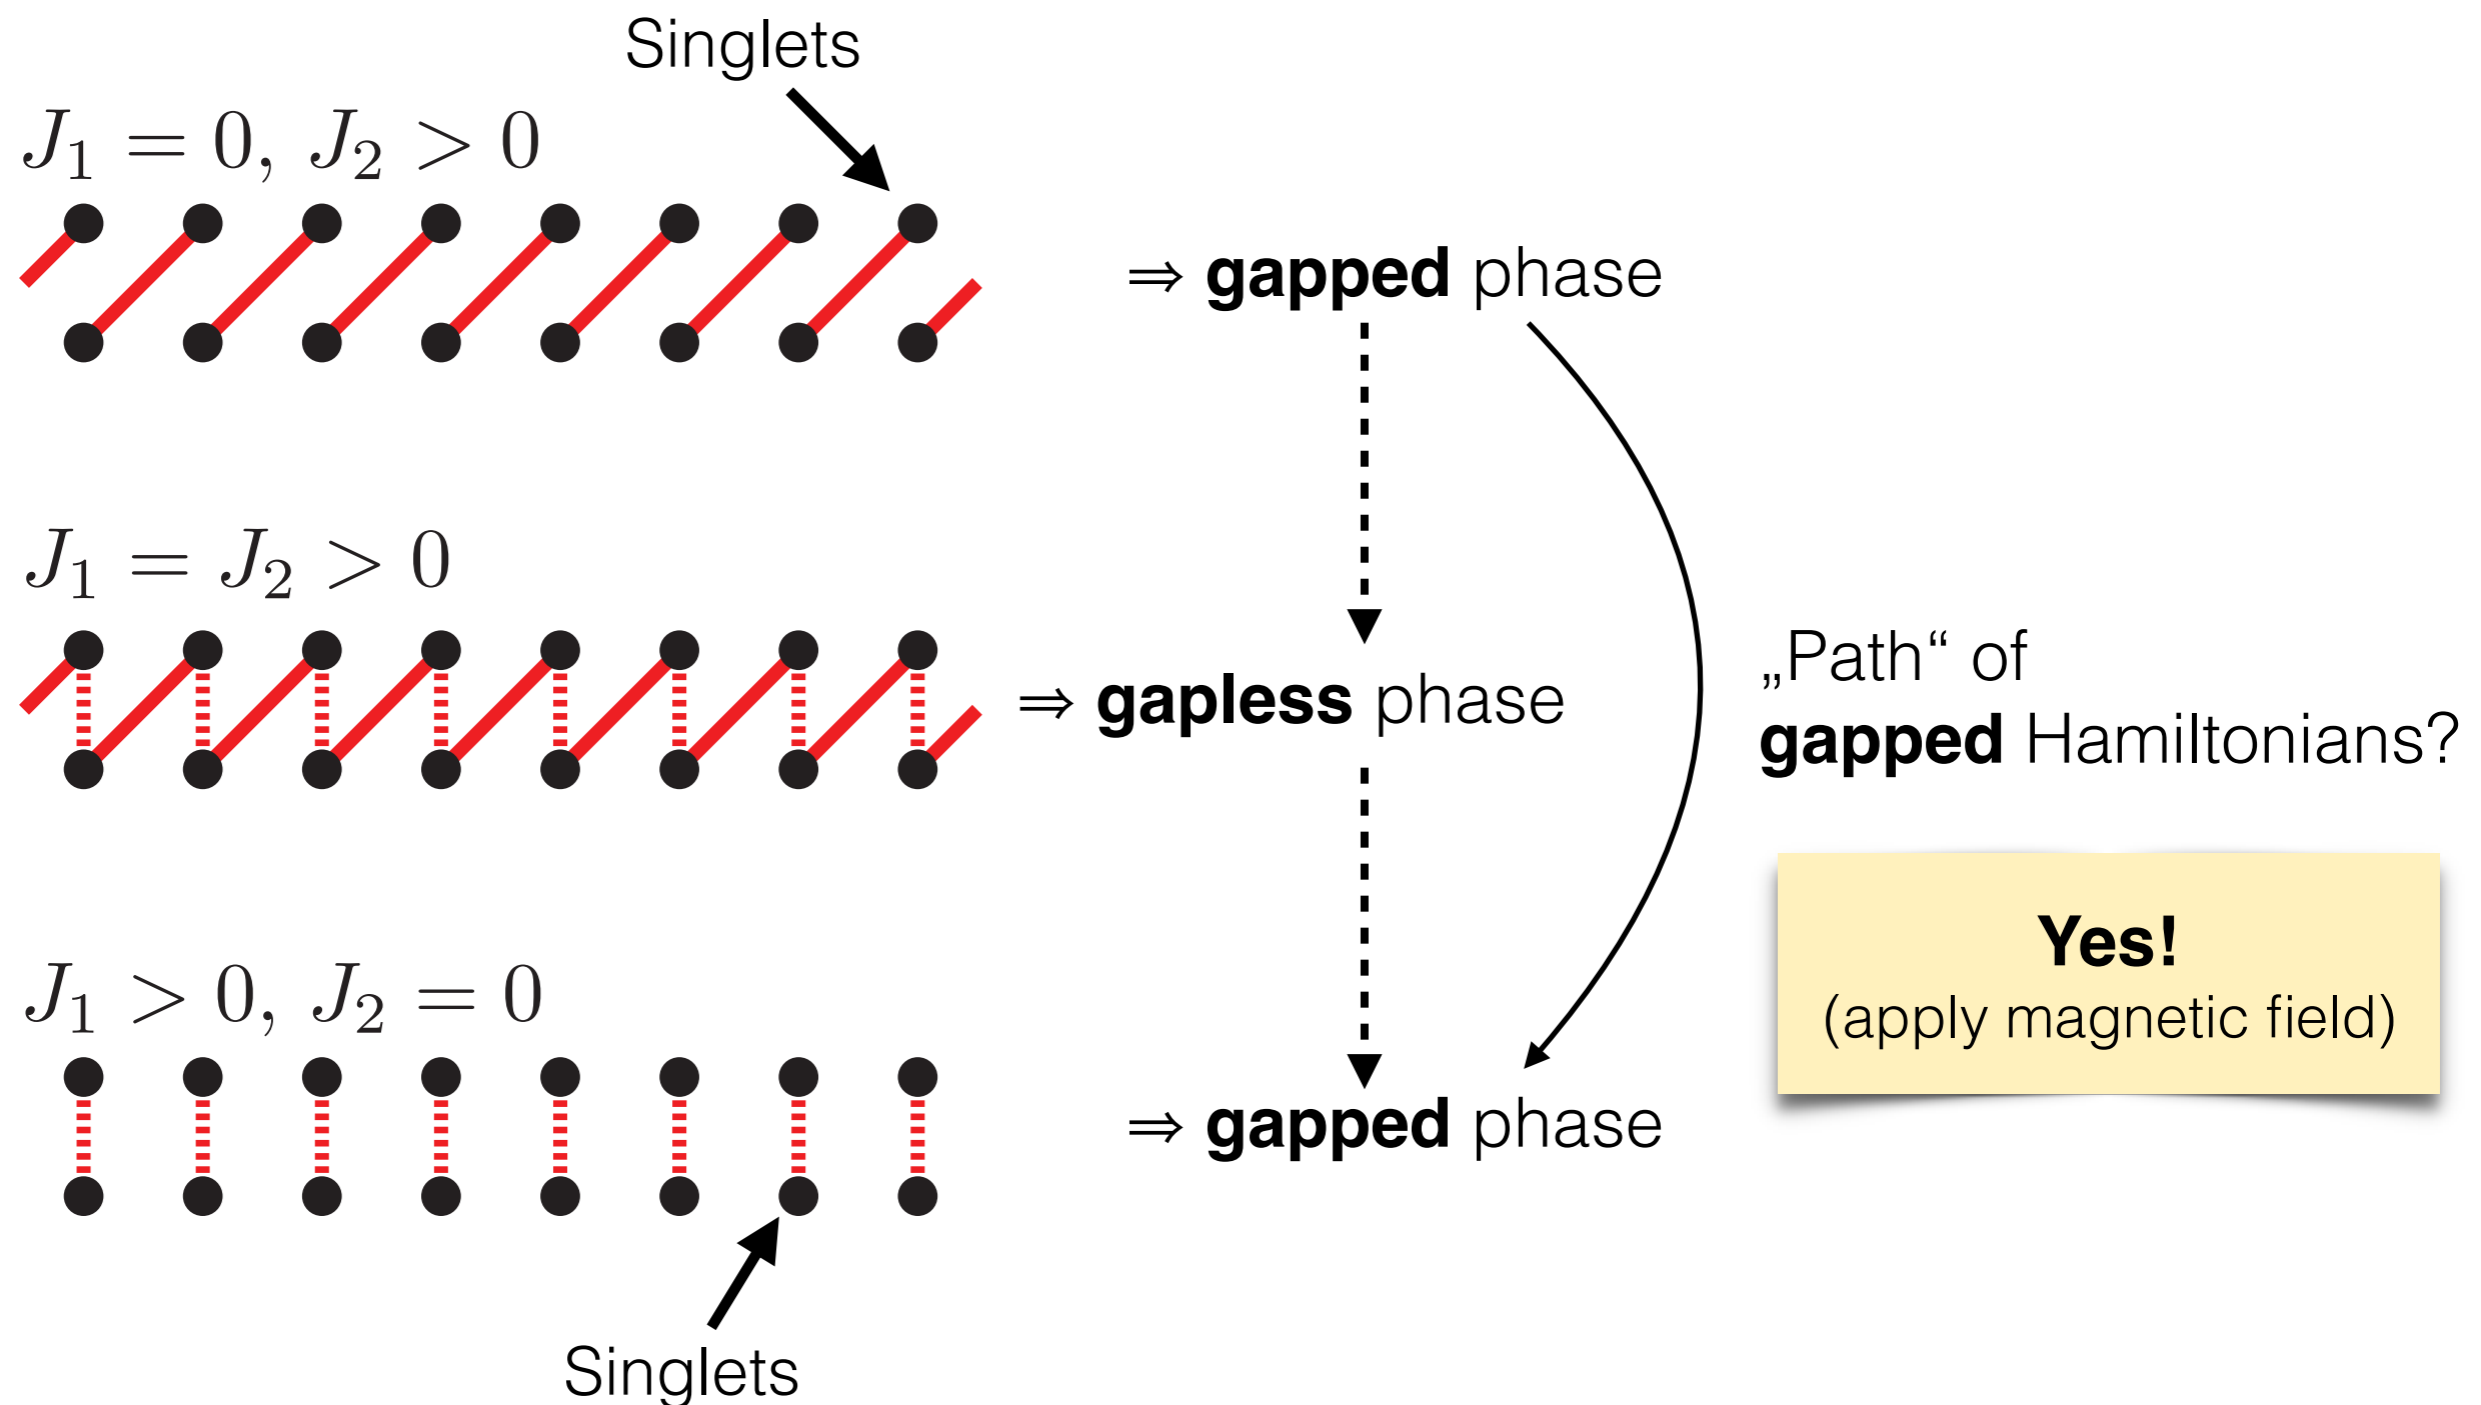 Singlets
J₁ = 0, J₂ > 0
⇒ gapped phase
J₁ = J₂ > 0
⇒ gapless phase
„Path“ of
gapped Hamiltonians?
Yes!
(apply magnetic field)
J₁ > 0, J₂ = 0
⇒ gapped phase
Singlets